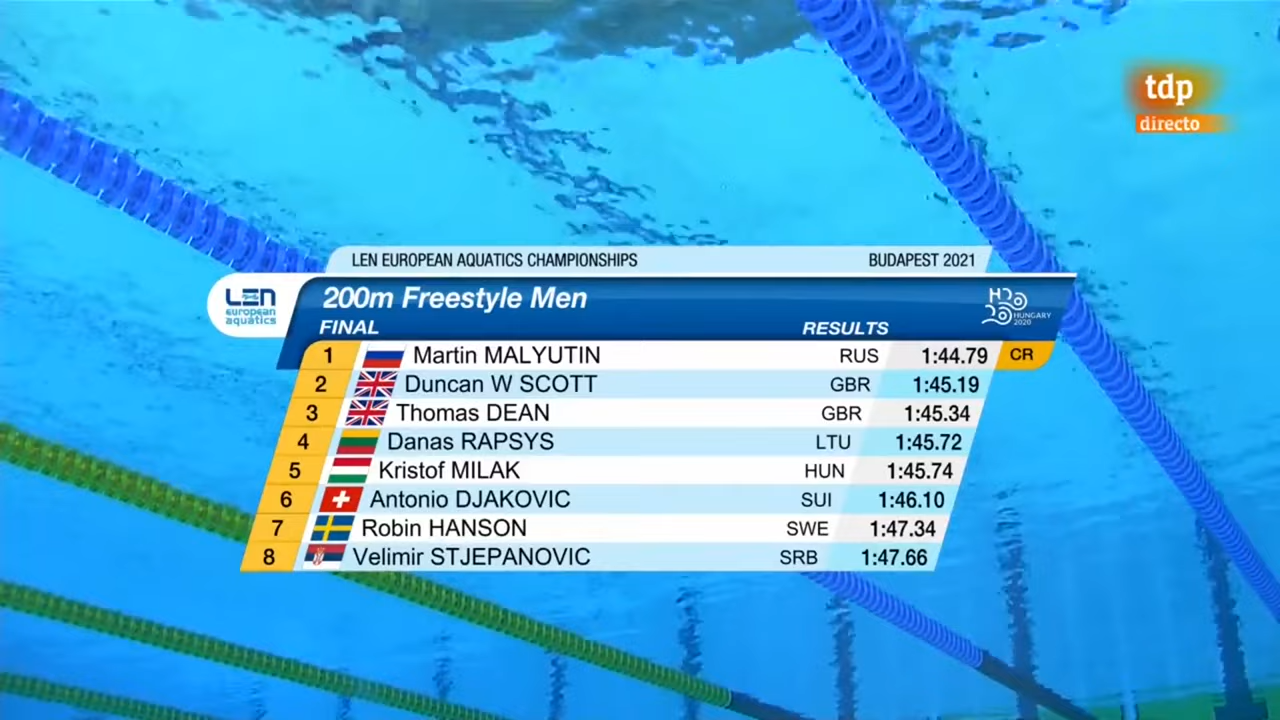 tdp
directo
LEN EUROPEAN AQUATICS CHAMPIONSHIPS BUDAPEST 2021
LEN
european
aquatics
200m Freestyle Men
HUNGARY
2020
FINAL RESULTS
1 Martin MALYUTIN RUS 1:44.79 CR
2 Duncan W SCOTT GBR 1:45.19
3 Thomas DEAN GBR 1:45.34
4 Danas RAPSYS LTU 1:45.72
5 Kristof MILAK HUN 1:45.74
6 Antonio DJAKOVIC SUI 1:46.10
7 Robin HANSON SWE 1:47.34
8 Velimir STJEPANOVIC SRB 1:47.66